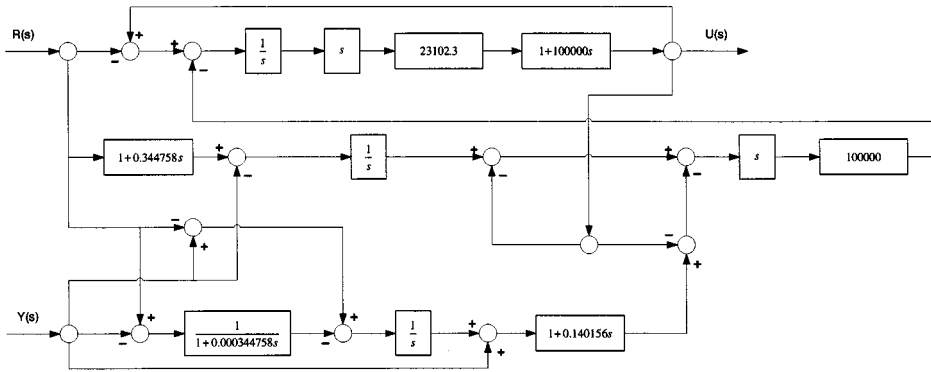 R(s)
+
−
+
−
1
s
s
23102.3
1+100000s
U(s)
1+0.344758s
+
−
1
s
+
−
+
−
s
100000
−
+
−
+
Y(s)
+
−
1
1+0.000344758s
+
−
1
s
+
+
1+0.140156s